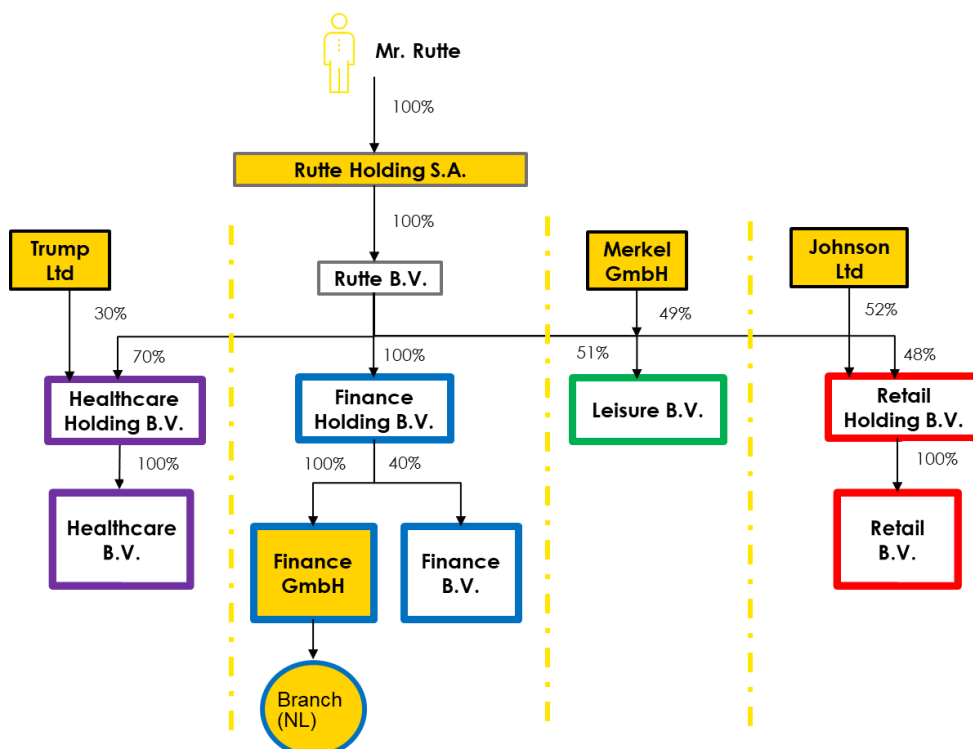 Mr. Rutte
100%
Rutte Holding S.A.
100%
Trump
Ltd
Merkel
GmbH
Johnson
Ltd
Rutte B.V.
30%
49%
52%
70%
100%
51%
48%
Healthcare
Holding B.V.
Finance
Holding B.V.
Leisure B.V.
Retail
Holding B.V.
100%
100%
40%
100%
Healthcare
B.V.
Finance
GmbH
Finance
B.V.
Retail
B.V.
Branch
(NL)